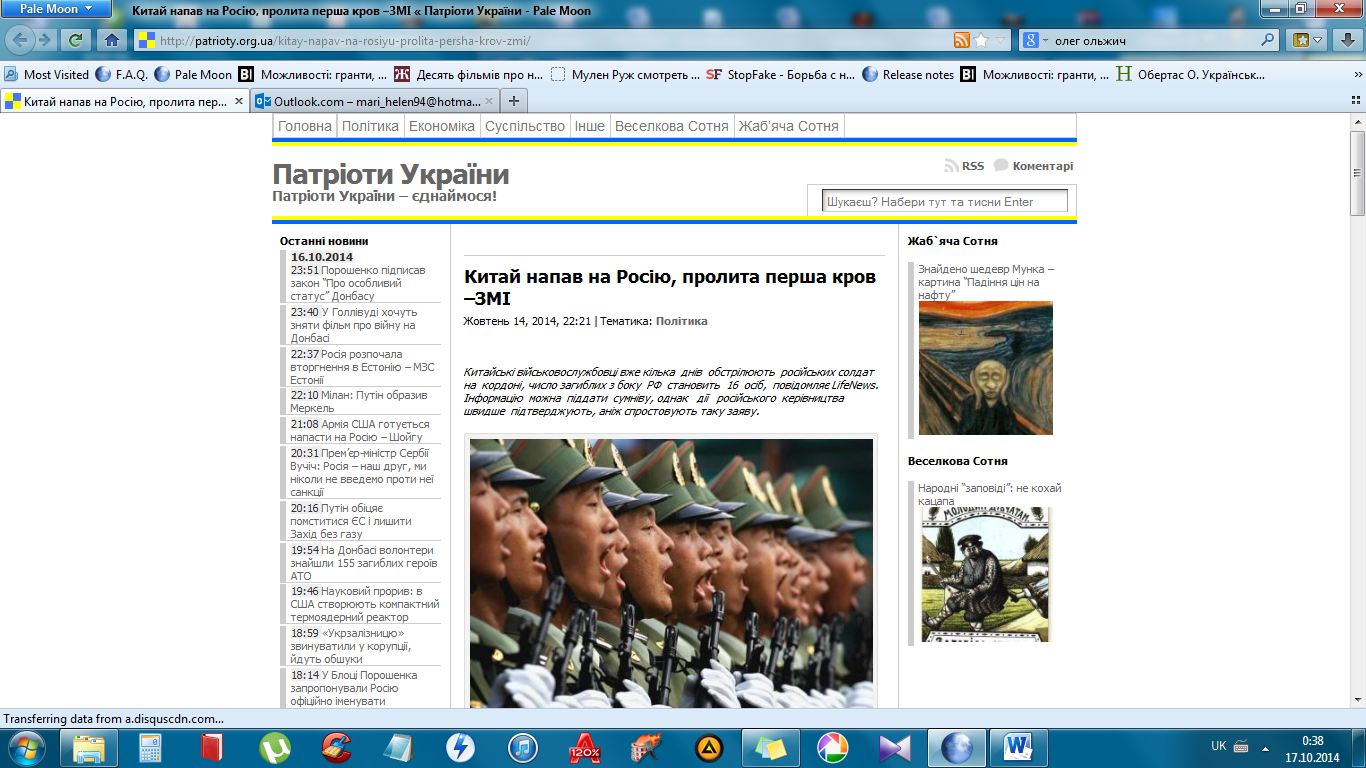 Pale Moon
Китай напав на Росію, пролита перша кров –ЗМІ « Патріоти України - Pale Moon
http://patrioty.org.ua/kitay-napav-na-rosiyu-prolita-persha-krov-zmi/
олег ольжич
Most Visited
F.A.Q.
Pale Moon
Можливості: гранти, ...
Десять фільмів про н...
Мулен Руж смотреть ...
StopFake - Борьба с н...
Release notes
Можливості: гранти, ...
Обертас О. Українськ...
Китай напав на Росію, пролита пер...
Outlook.com – mari_helen94@hotma...
Головна
Політика
Економіка
Суспільство
Інше
Веселкова Сотня
Жаб'яча Сотня
Патріоти України
Патріоти України – єднаймося!
RSS
Коментарі
Шукаєш? Набери тут та тисни Enter
Останні новини
16.10.2014
23:51 Порошенко підписав
закон "Про особливий
статус" Донбасу
23:40 У Голлівуді хочуть
зняти фільм про війну на
Донбасі
22:37 Росія розпочала
вторгнення в Естонію – МЗС
Естонії
22:10 Мілан: Путін образив
Меркель
21:08 Армія США готується
напасти на Росію – Шойгу
20:31 Прем'єр-міністр Сербії
Вучіч: Росія – наш друг, ми
ніколи не введемо проти неї
санкції
20:16 Путін обіцяє
помститися ЄС і лишити
Захід без газу
19:54 На Донбасі волонтери
знайшли 155 загиблих героїв
АТО
19:46 Науковий прорив: в
США створюють компактний
термоядерний реактор
18:59 «Укрзалізницю»
звинуватили у корупції,
йдуть обшуки
18:14 У Блоці Порошенка
запропонували Росію
офіційно іменувати
Китай напав на Росію, пролита перша кров
–ЗМІ
Жовтень 14, 2014, 22:21 | Тематика: Політика
Китайські військовослужбовці вже кілька днів обстрілюють російських солдат
на кордоні, число загиблих з боку РФ становить 16 осіб, повідомляє LifeNews.
Інформацію можна піддати сумніву, однак дії російського керівництва
швидше підтверджують, аніж спростовують таку заяву.
Жаб`яча Сотня
Знайдено шедевр Мунка –
картина "Падіння цін на
нафту"
Веселкова Сотня
Народні "заповіді": не кохай
кацапа
Transferring data from a.disquscdn.com...
120%
UK
0:38
17.10.2014